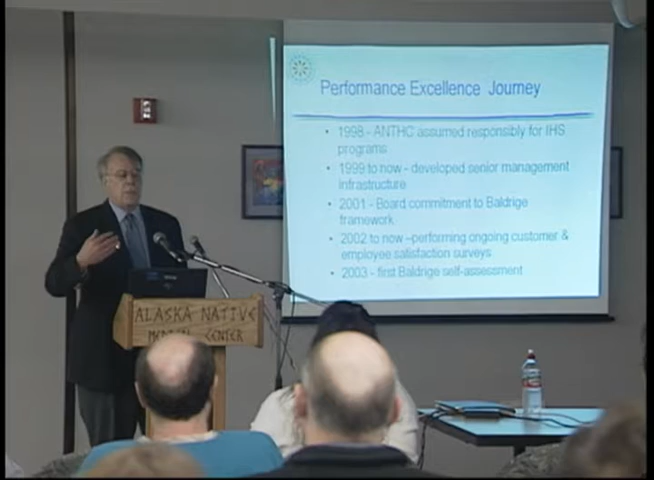 Performance Excellence Journey
• 1998 - ANTHC assumed responsibly for IHS
programs
• 1999 to now - developed senior management
infrastructure
• 2001 - Board commitment to Baldrige
framework
• 2002 to now –performing ongoing customer &
employee satisfaction surveys
• 2003 - first Baldrige self-assessment
ALASKA NATIVE
MEDICAL CENTER